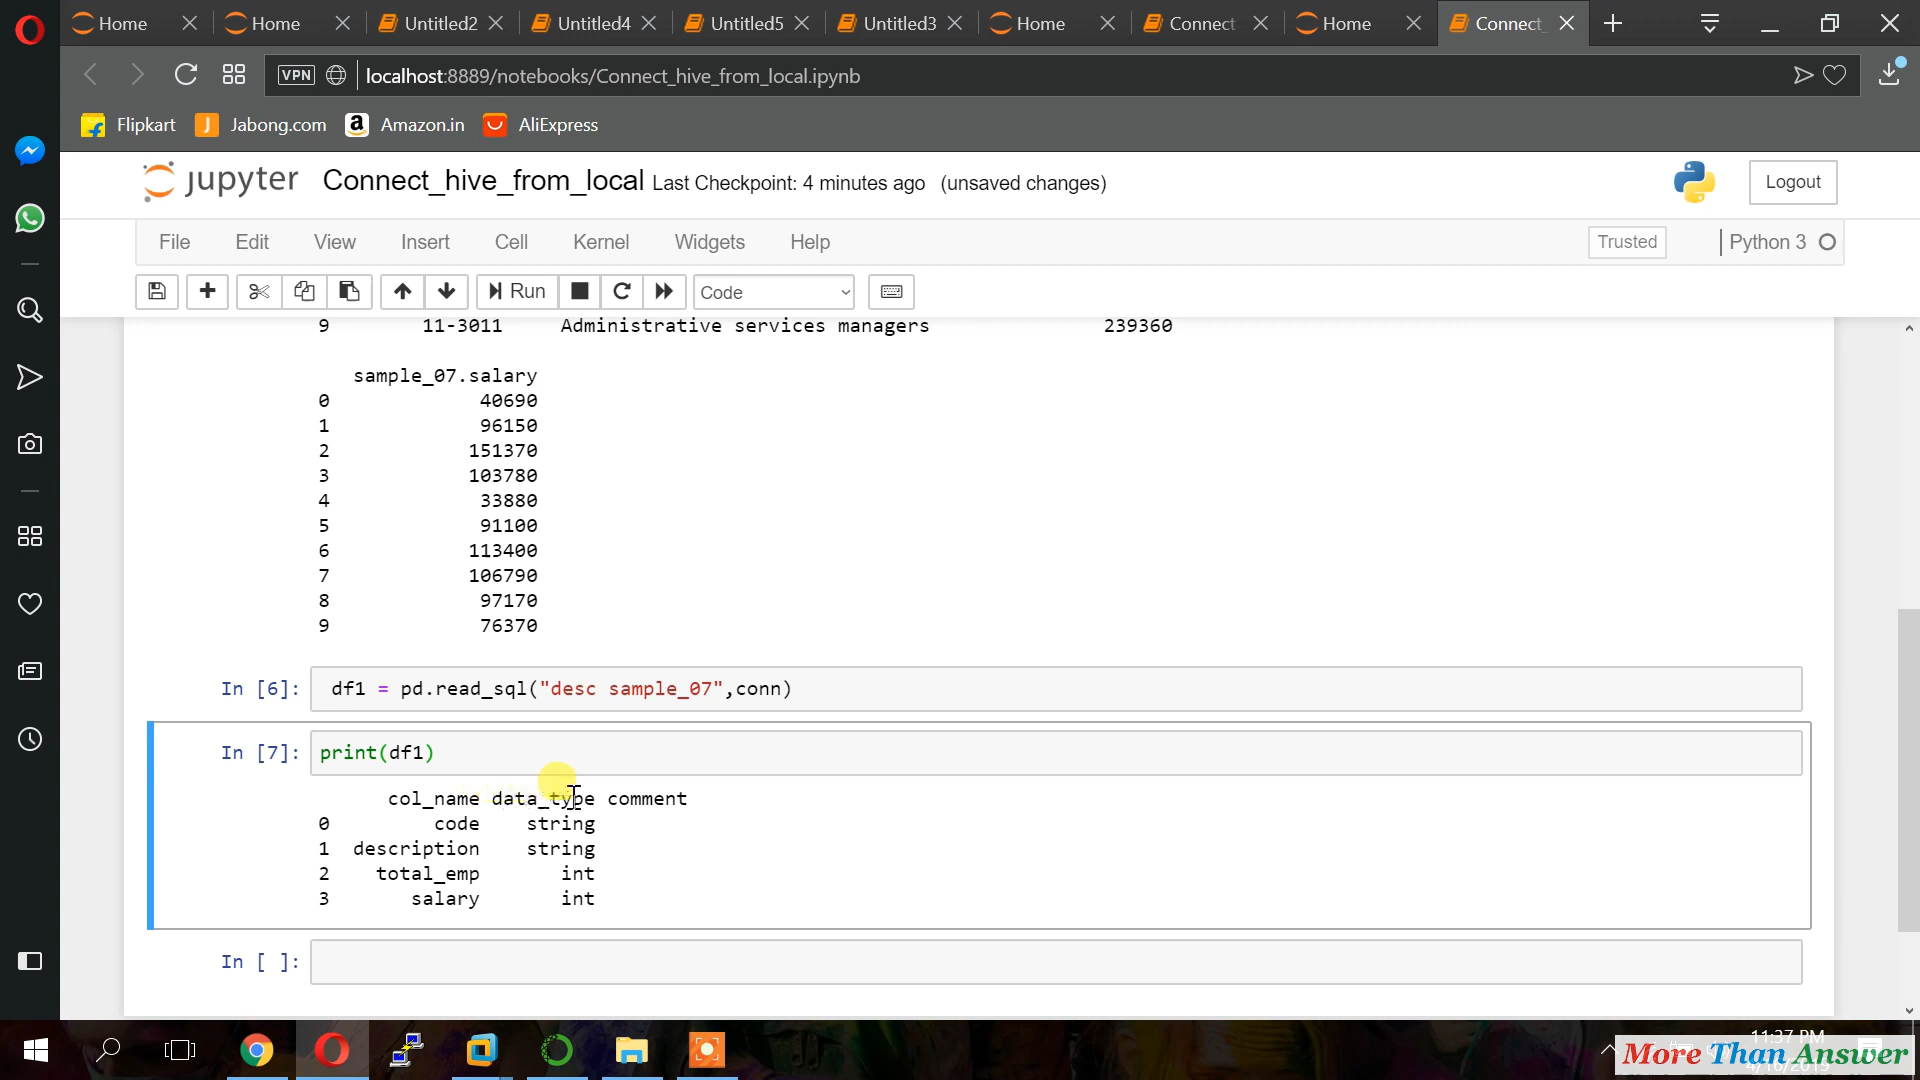 Home Home Untitled2 Untitled4 Untitled5 Untitled3 Home Connect Home Connect_
VPN localhost:8889/notebooks/Connect_hive_from_local.ipynb
Flipkart Jabong.com Amazon.in AliExpress
jupyter Connect_hive_from_local Last Checkpoint: 4 minutes ago (unsaved changes) Logout
File Edit View Insert Cell Kernel Widgets Help Trusted Python 3
Run Code
9 11-3011 Administrative services managers 239360
sample_07.salary
0 40690
1 96150
2 151370
3 103780
4 33880
5 91100
6 113400
7 106790
8 97170
9 76370
In [6]: df1 = pd.read_sql("desc sample_07",conn)
In [7]: print(df1)
col_name data_type comment
0 code string
1 description string
2 total_emp int
3 salary int
In [ ]:
11:37 PM
More Than Answer